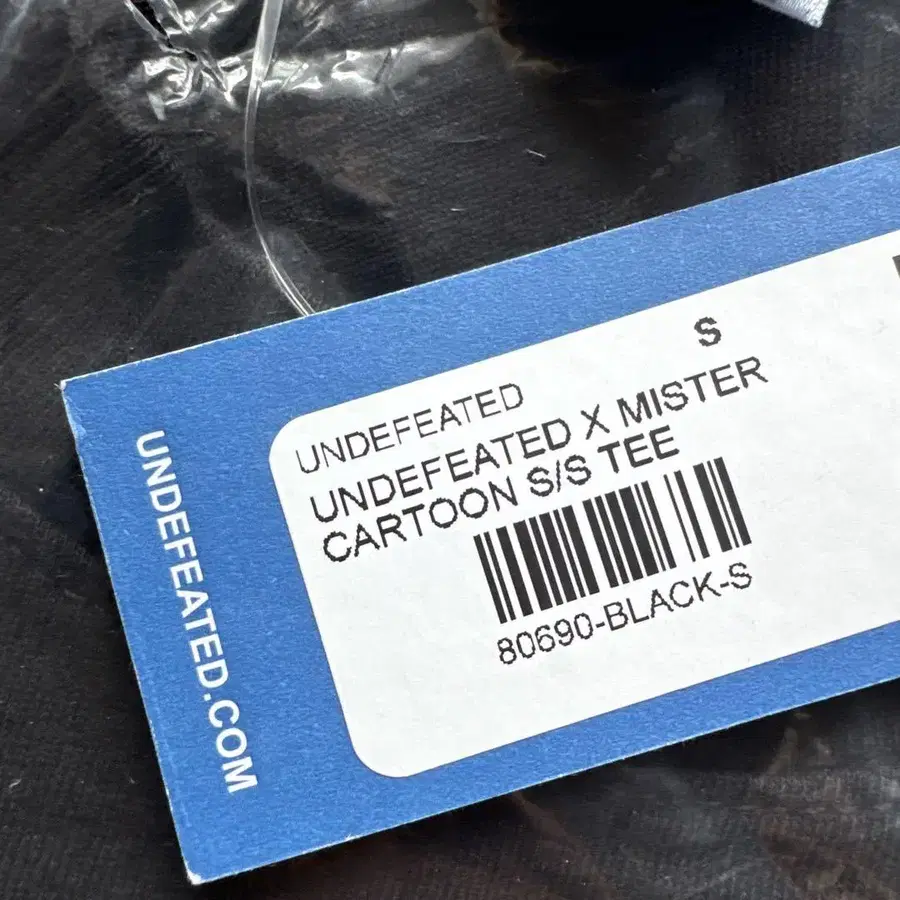 S
UNDEFEATED
UNDEFEATED X MISTER
CARTOON S/S TEE
80690-BLACK-S
UNDEFEATED.COM